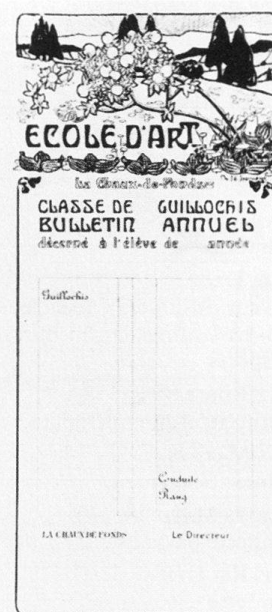 ECOLE D'ART
La Chaux-de-Fonds
CLASSE DE GUILLOCHIS
BULLETIN ANNUEL
décerné à l'élève de année
Guillochis
Conduite
Rang
LA CHAUX DE FONDS Le Directeur